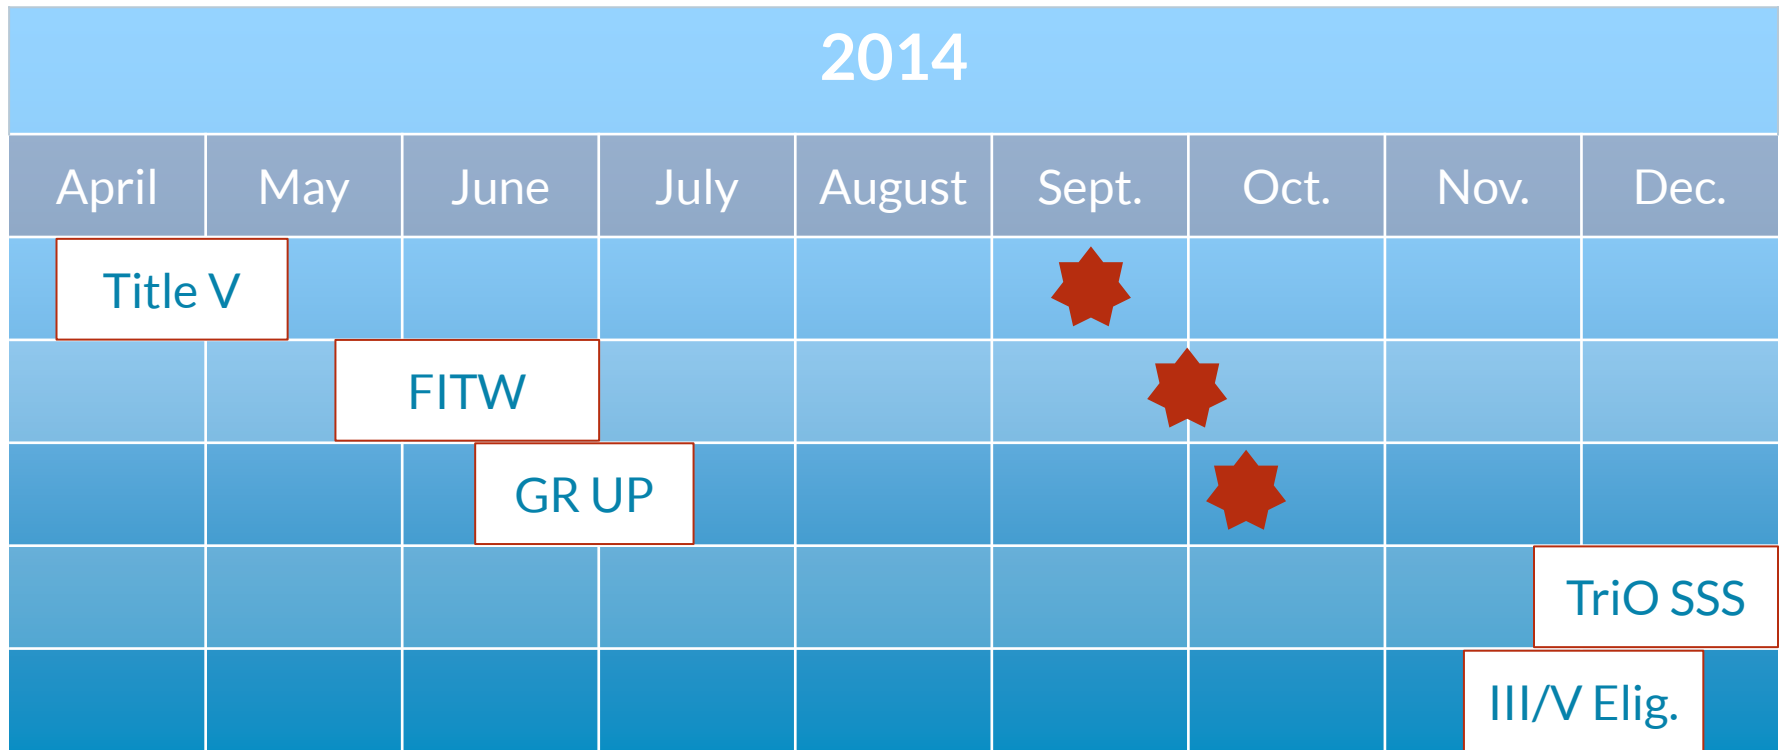 2014
April May June July August Sept. Oct. Nov. Dec.
Title V
FITW
GR UP
TriO SSS
III/V Elig.